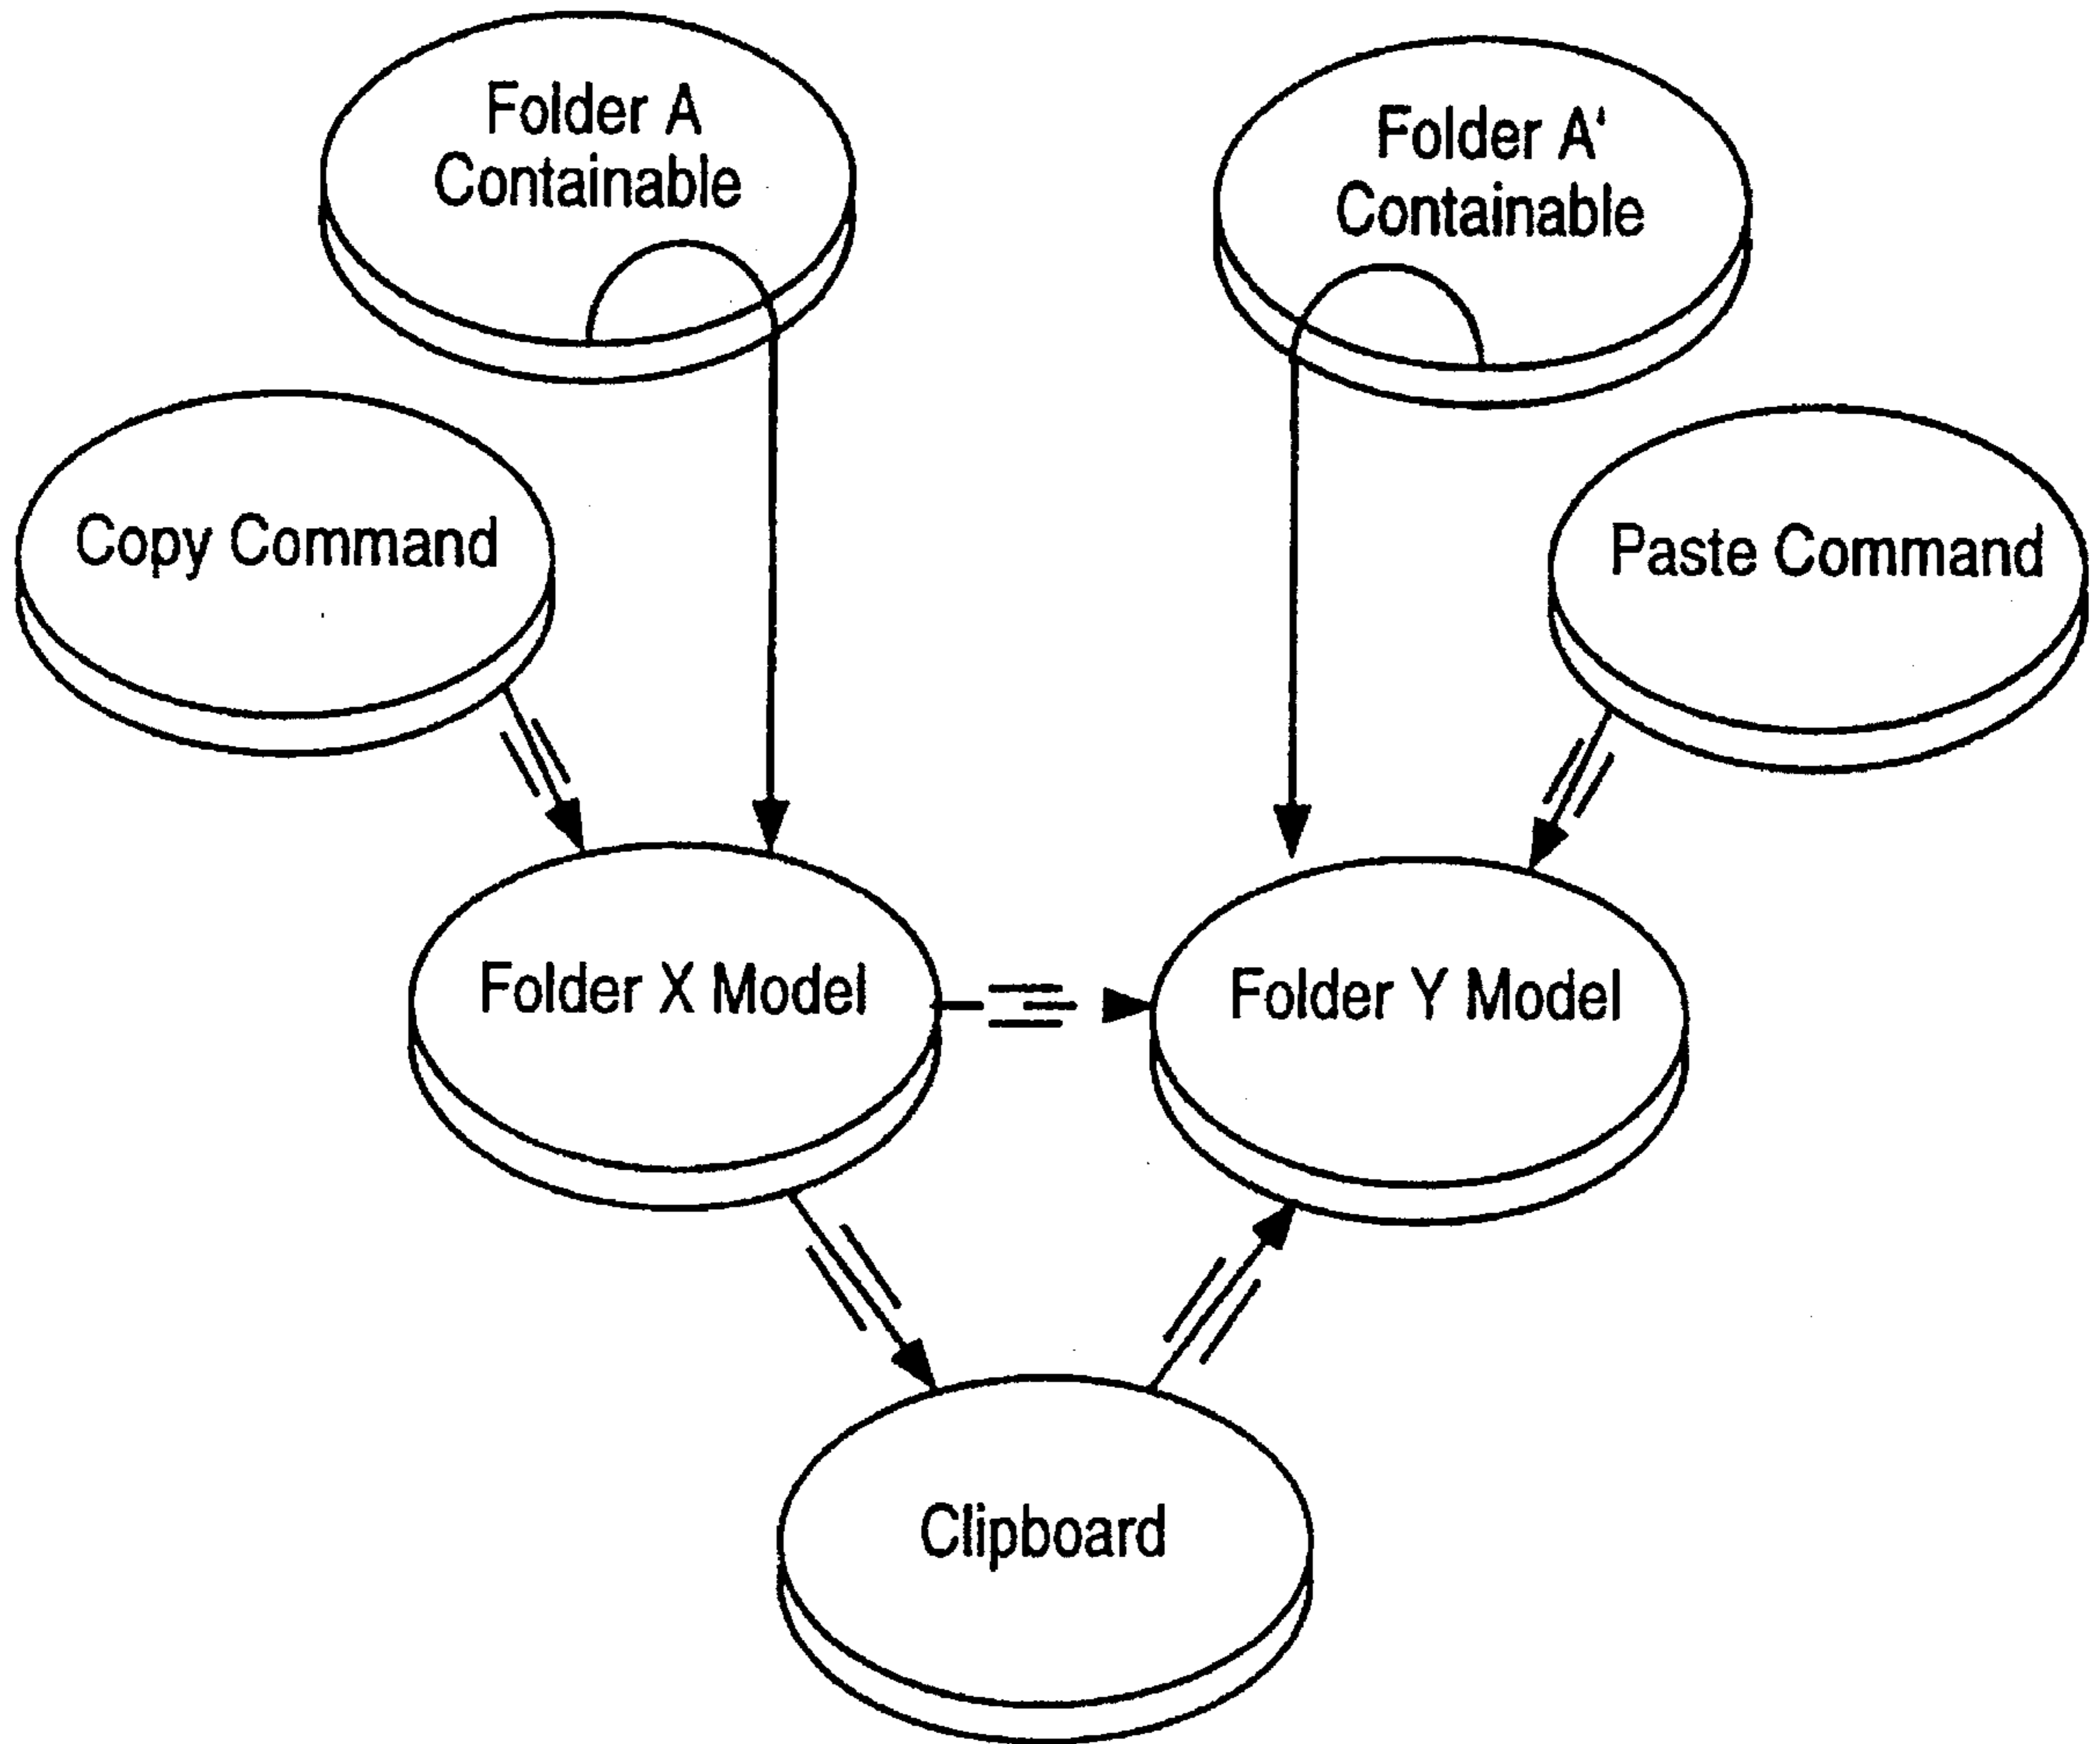 Folder A
Containable
Folder A'
Containable
Copy Command
Paste Command
Folder X Model
Folder Y Model
Clipboard